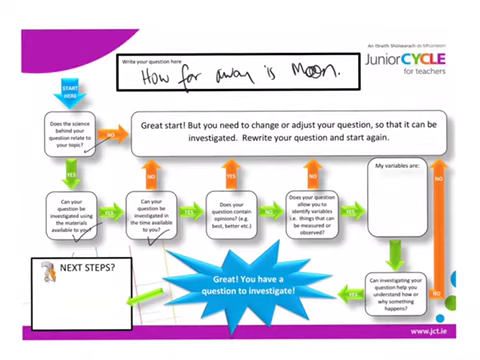 An tSraith Shóisearach do Mhúinteoirí
JuniorCYCLE
for teachers
Write your question here
How far away is Moon.
START
HERE
Does the science
behind your
question relate to
your topic?
NO
Great start! But you need to change or adjust your question, so that it can be
investigated. Rewrite your question and start again.
YES
NO
NO
YES
NO
NO
My variables are:
Can your
question be
investigated using
the materials
available to you?
YES
Can your
question be
investigated in
the time available
to you?
YES
Does your
question contain
opinions? (e.g.
best, better etc.)
NO
Does your
question allow
you to identify
variables i.e.
things that can be
measured or
observed?
YES
NEXT STEPS?
Great! You have a
question to investigate!
YES
Can investigating
your question help
you understand how or
why something
happens?
NO
www.jct.ie